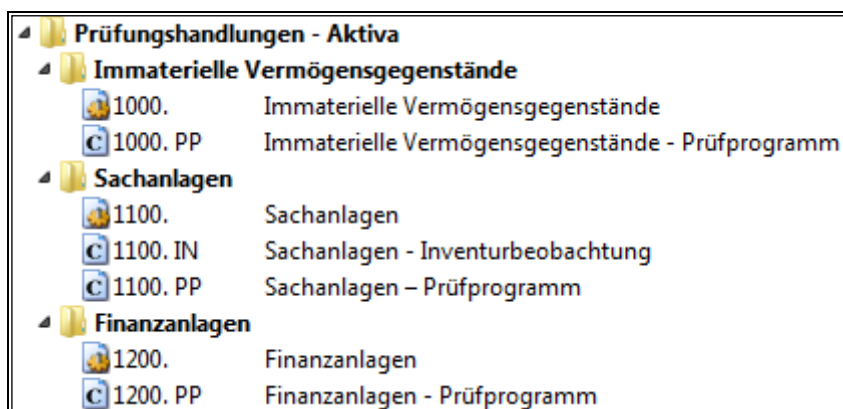 Prüfungshandlungen - Aktiva
Immaterielle Vermögensgegenstände
1000. Immaterielle Vermögensgegenstände
C 1000. PP Immaterielle Vermögensgegenstände - Prüfprogramm
Sachanlagen
1100. Sachanlagen
C 1100. IN Sachanlagen - Inventurbeobachtung
C 1100. PP Sachanlagen – Prüfprogramm
Finanzanlagen
1200. Finanzanlagen
C 1200. PP Finanzanlagen - Prüfprogramm